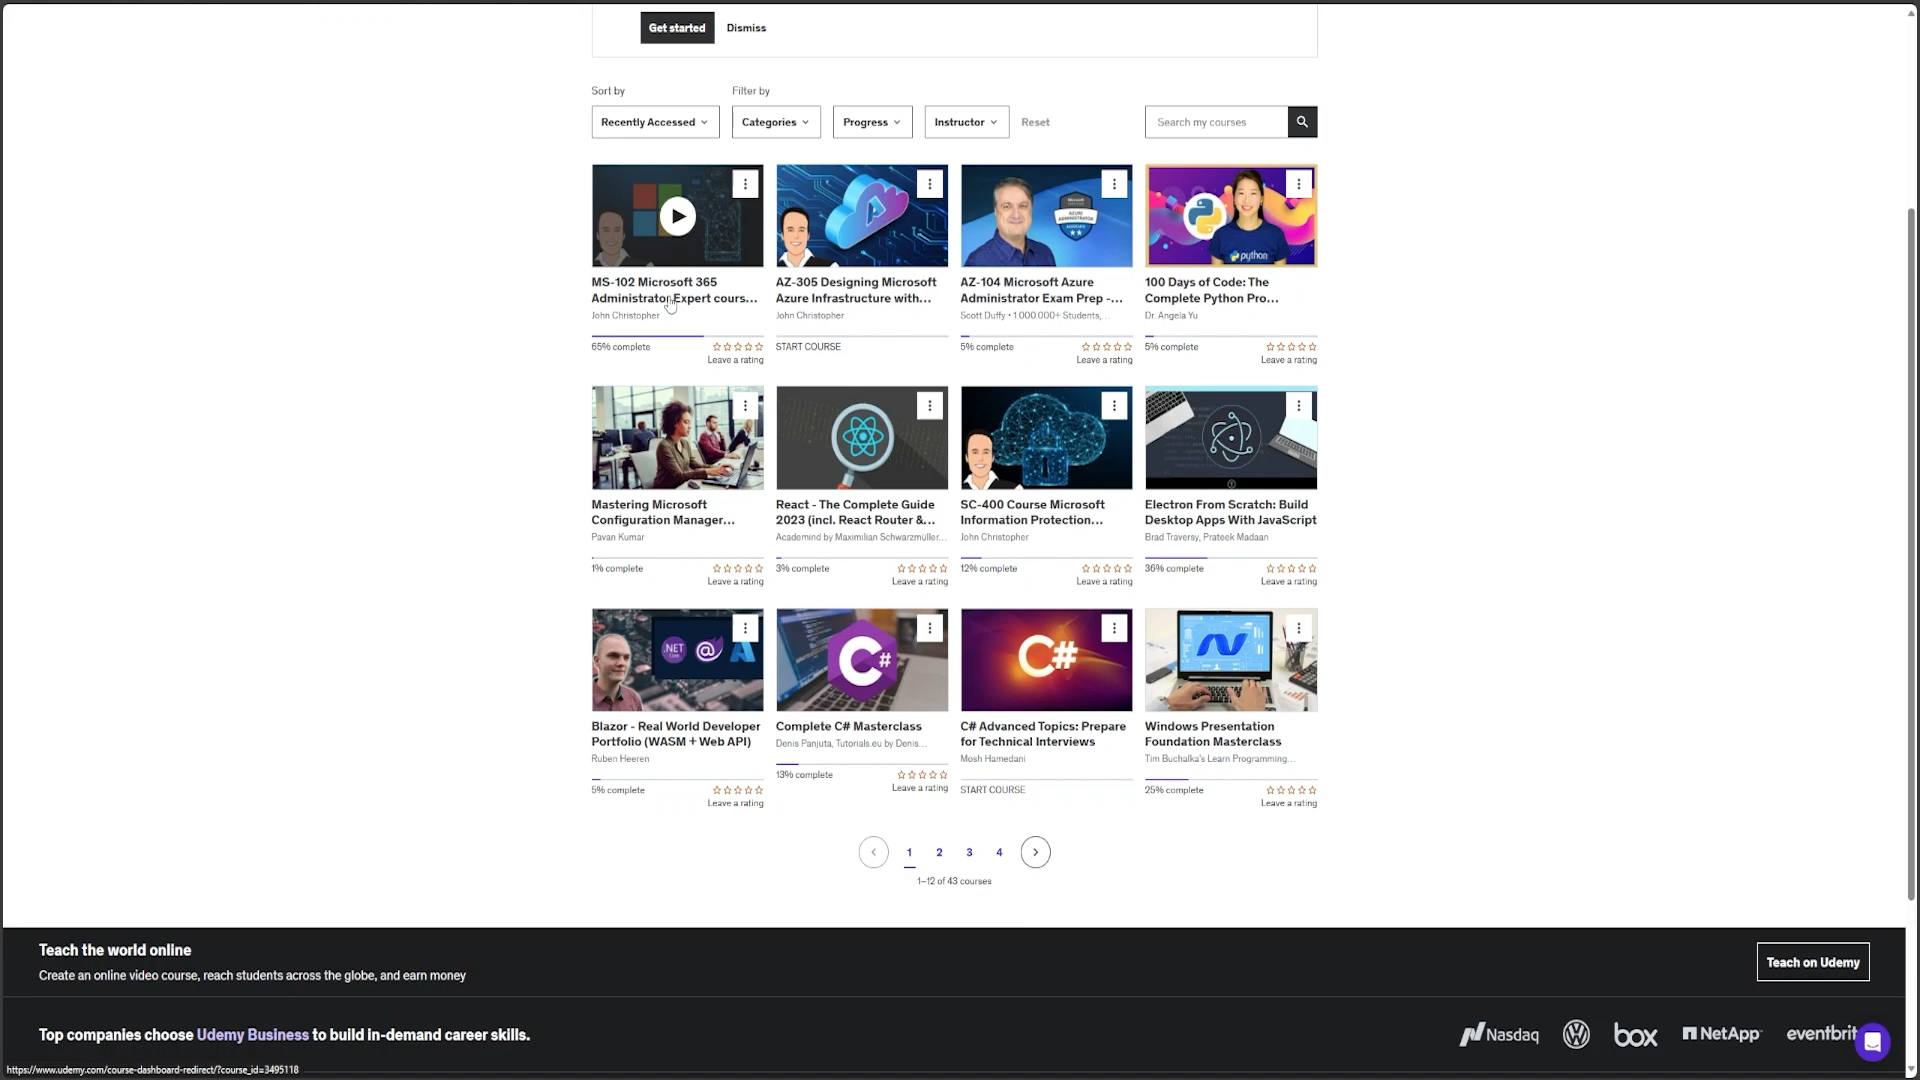 Get started
Dismiss
Sort by
Filter by
Recently Accessed
Categories
Progress
Instructor
Reset
Search my courses
MICROSOFT CERTIFIED
AZURE ADMINISTRATOR
ASSOCIATE
python
MS-102 Microsoft 365
Administrator Expert cours...
John Christopher
65% complete
Leave a rating
AZ-305 Designing Microsoft
Azure Infrastructure with...
John Christopher
START COURSE
AZ-104 Microsoft Azure
Administrator Exam Prep -...
Scott Duffy • 1.000.000+ Students,...
5% complete
Leave a rating
100 Days of Code: The
Complete Python Pro...
Dr. Angela Yu
5% complete
Leave a rating
Mastering Microsoft
Configuration Manager...
Pavan Kumar
1% complete
Leave a rating
React - The Complete Guide
2023 (incl. React Router &...
Academind by Maximilian Schwarzmüller...
3% complete
Leave a rating
SC-400 Course Microsoft
Information Protection...
John Christopher
12% complete
Leave a rating
Electron From Scratch: Build
Desktop Apps With JavaScript
Brad Traversy, Prateek Madaan
36% complete
Leave a rating
.NET
@
C#
C#
Blazor - Real World Developer
Portfolio (WASM + Web API)
Ruben Heeren
5% complete
Leave a rating
Complete C# Masterclass
Denis Panjuta, Tutorials.eu by Denis...
13% complete
Leave a rating
C# Advanced Topics: Prepare
for Technical Interviews
Mosh Hamedani
START COURSE
Windows Presentation
Foundation Masterclass
Tim Buchalka's Learn Programming...
25% complete
Leave a rating
1 2 3 4
1–12 of 43 courses
Teach the world online
Create an online video course, reach students across the globe, and earn money
Teach on Udemy
Top companies choose Udemy Business to build in-demand career skills.
Nasdaq
box
NetApp
eventbrit
https://www.udemy.com/course-dashboard-redirect/?course_id=3495118